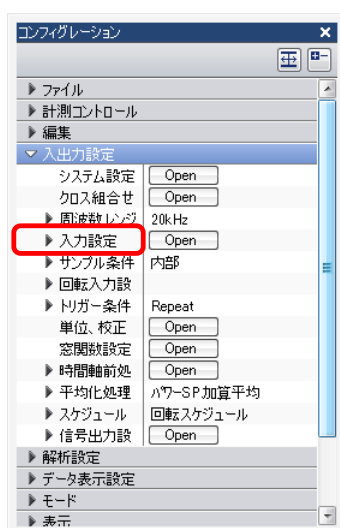 コンフィグレーション
ファイル
計測コントロール
編集
入出力設定
システム設定 Open
クロス組合せ Open
周波数レンジ 20kHz
入力設定 Open
サンプル条件 内部
回転入力設
トリガー条件 Repeat
単位、校正 Open
窓関数設定 Open
時間軸前処 Open
平均化処理 パワーSP加算平均
スケジュール 回転スケジュール
信号出力設 Open
解析設定
データ表示設定
モード
表示